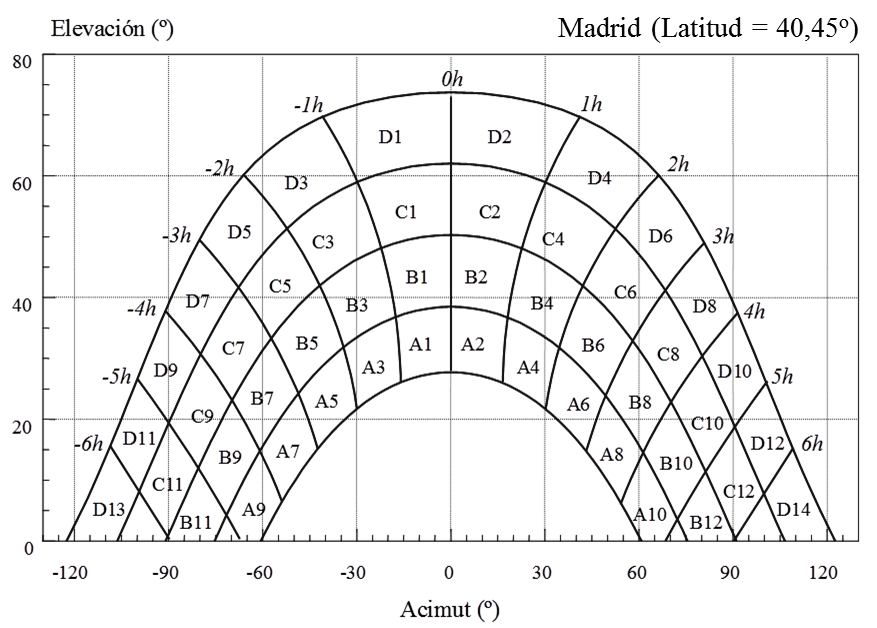 Elevación (º) Madrid (Latitud = 40,45º)
80
0h
-1h 1h
D1 D2
-2h 2h
60
D3 D4
C1 C2
-3h D5 C3 C4 D6 3h
B1 B2
C5 C6
40
-4h D7 B3 B4 D8 4h
C7 B5 A1 A2 B6 C8
-5h D9 A3 A4 D10 5h
B7 A5 A6 B8
20
C9 C10
-6h D11 A7 A8 D12 6h
B9 B10
C11 C12
D13 B11 A9 A10 B12 D14
0
-120 -90 -60 -30 0 30 60 90 120
Acimut (º)